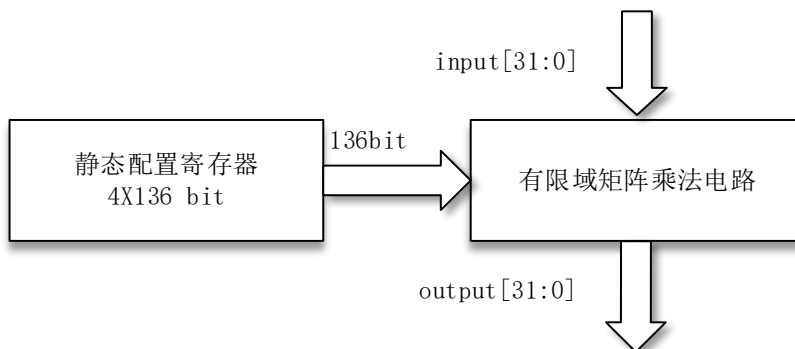 input[31:0]
静态配置寄存器
4X136 bit
136bit
有限域矩阵乘法电路
output[31:0]